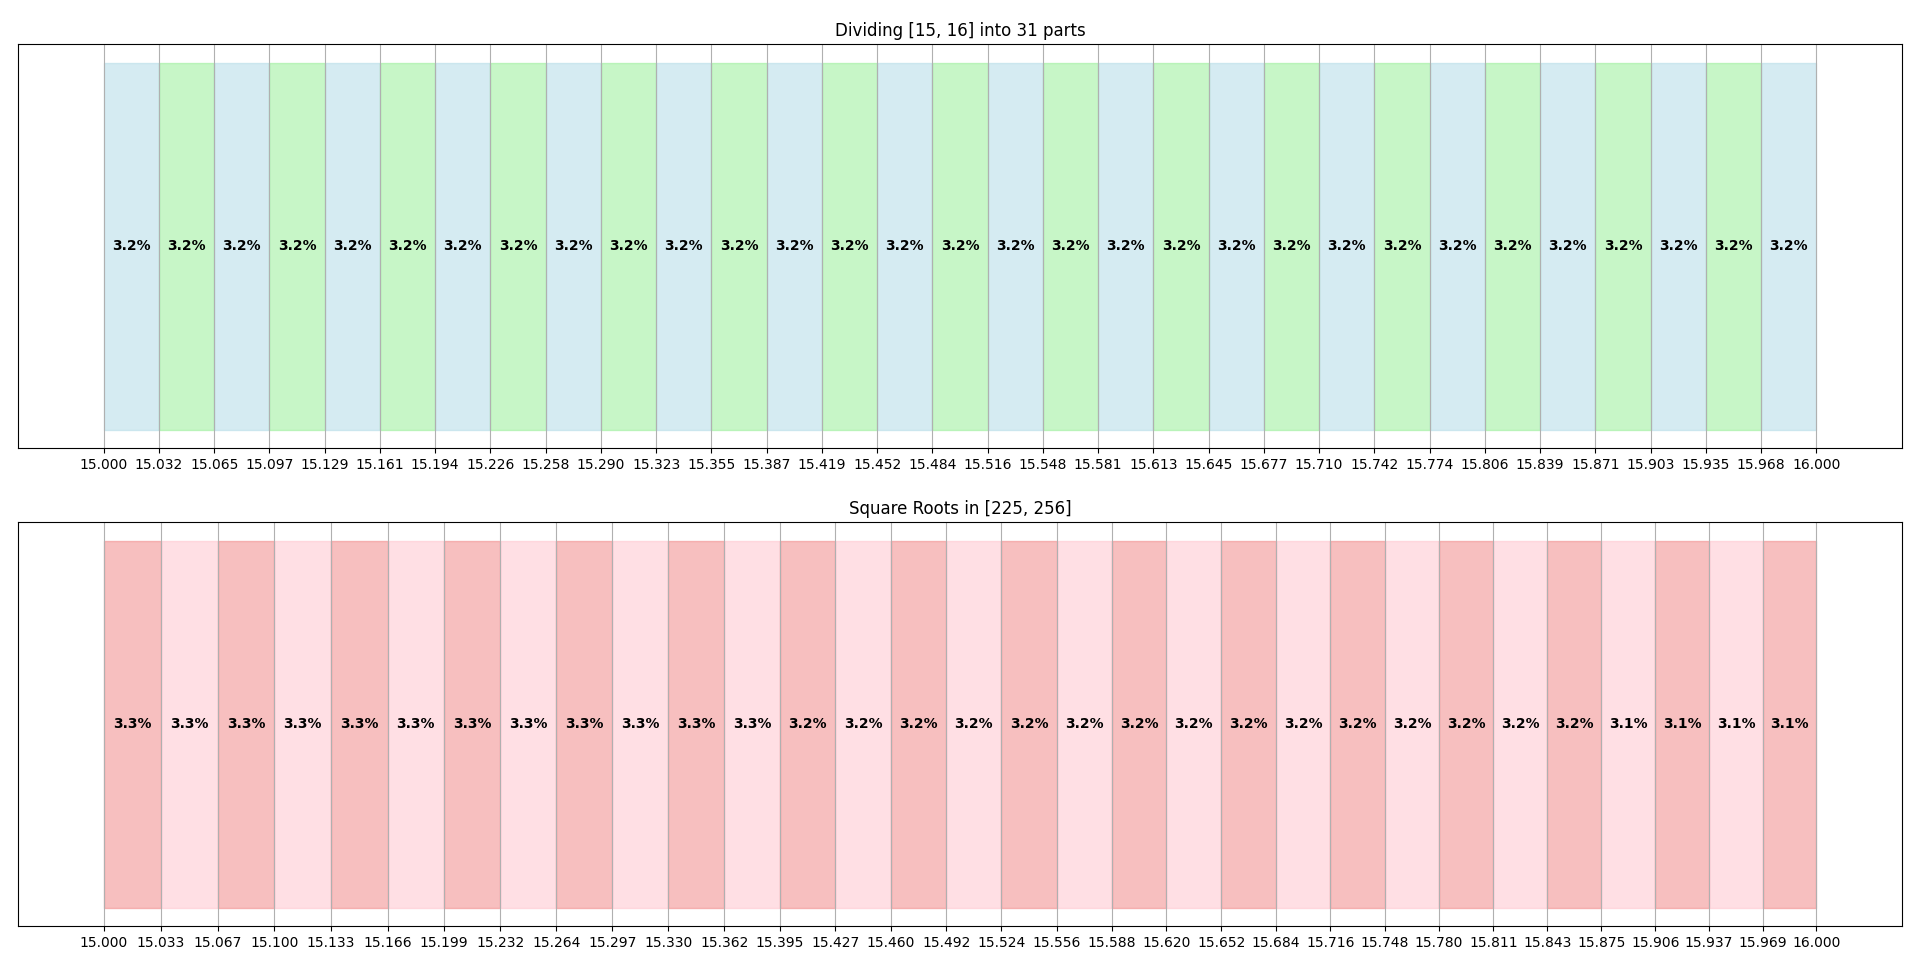 Dividing [15, 16] into 31 parts
3.2% 3.2% 3.2% 3.2% 3.2% 3.2% 3.2% 3.2% 3.2% 3.2% 3.2% 3.2% 3.2% 3.2% 3.2% 3.2% 3.2% 3.2% 3.2% 3.2% 3.2% 3.2% 3.2% 3.2% 3.2% 3.2% 3.2% 3.2% 3.2% 3.2% 3.2%
15.000 15.032 15.065 15.097 15.129 15.161 15.194 15.226 15.258 15.290 15.323 15.355 15.387 15.419 15.452 15.484 15.516 15.548 15.581 15.613 15.645 15.677 15.710 15.742 15.774 15.806 15.839 15.871 15.903 15.935 15.968 16.000
Square Roots in [225, 256]
3.3% 3.3% 3.3% 3.3% 3.3% 3.3% 3.3% 3.3% 3.3% 3.3% 3.3% 3.3% 3.2% 3.2% 3.2% 3.2% 3.2% 3.2% 3.2% 3.2% 3.2% 3.2% 3.2% 3.2% 3.2% 3.2% 3.2% 3.1% 3.1% 3.1% 3.1%
15.000 15.033 15.067 15.100 15.133 15.166 15.199 15.232 15.264 15.297 15.330 15.362 15.395 15.427 15.460 15.492 15.524 15.556 15.588 15.620 15.652 15.684 15.716 15.748 15.780 15.811 15.843 15.875 15.906 15.937 15.969 16.000